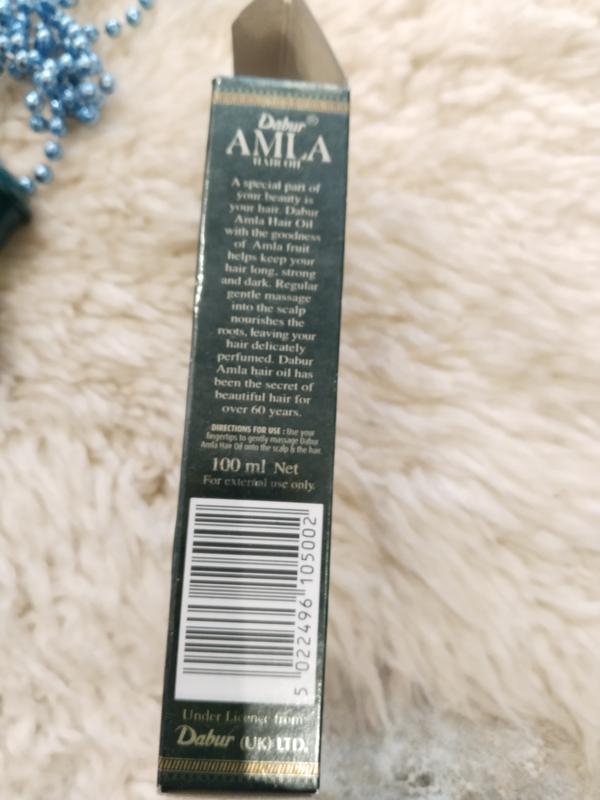 Dabur®
AMLA
HAIR OIL
A special part of
your beauty is
your hair. Dabur
Amla Hair Oil
with the goodness
of Amla fruit
helps keep your
hair long, strong
and dark. Regular
gentle massage
into the scalp
nourishes the
roots, leaving your
hair delicately
perfumed. Dabur
Amla hair oil has
been the secret of
beautiful hair for
over 60 years.
DIRECTIONS FOR USE : Use your
fingertips to gently massage Dabur
Amla Hair Oil onto the scalp & the hair.
100 ml Net
For external use only.
5 022496 105002
Under Licence from
Dabur (UK) LTD.